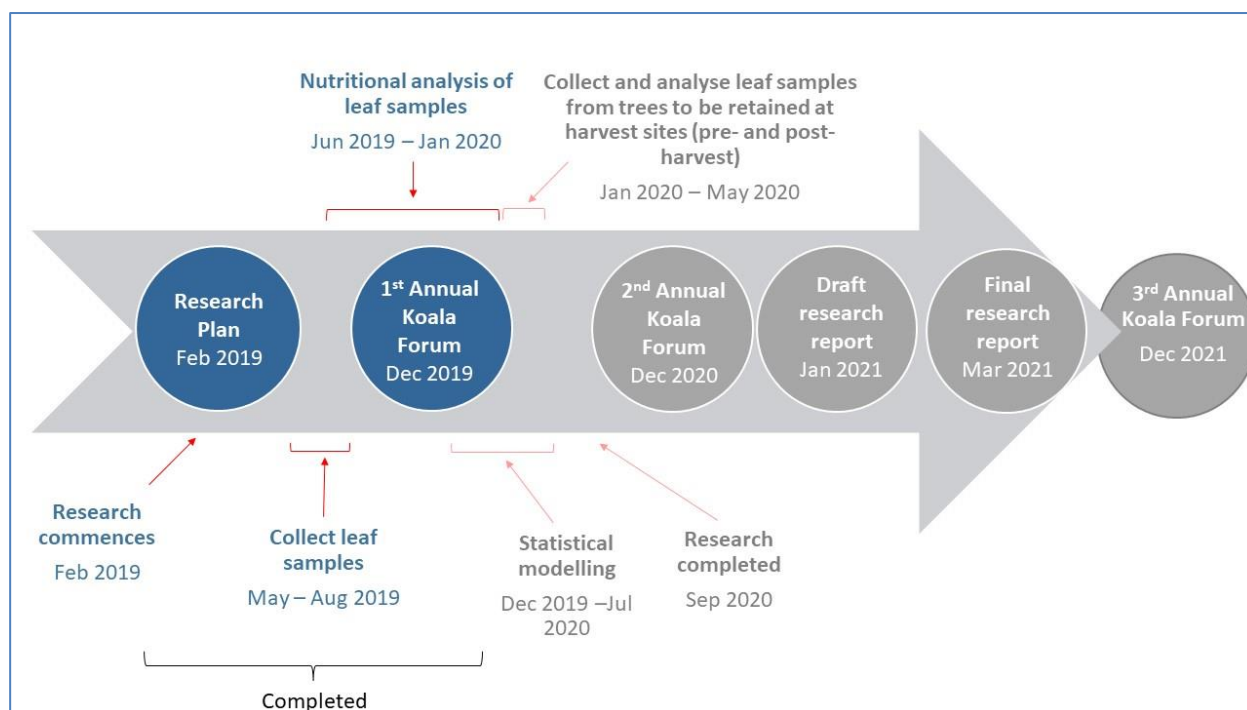 Nutritional analysis of
leaf samples
Jun 2019 – Jan 2020
Collect and analyse leaf samples
from trees to be retained at
harvest sites (pre- and post-
harvest)
Jan 2020 – May 2020
Research
Plan
Feb 2019
1st Annual
Koala
Forum
Dec 2019
2nd Annual
Koala
Forum
Dec 2020
Draft
research
report
Jan 2021
Final
research
report
Mar 2021
3rd Annual
Koala Forum
Dec 2021
Research
commences
Feb 2019
Collect leaf
samples
May – Aug 2019
Statistical
modelling
Dec 2019 –Jul
2020
Research
completed
Sep 2020
Completed